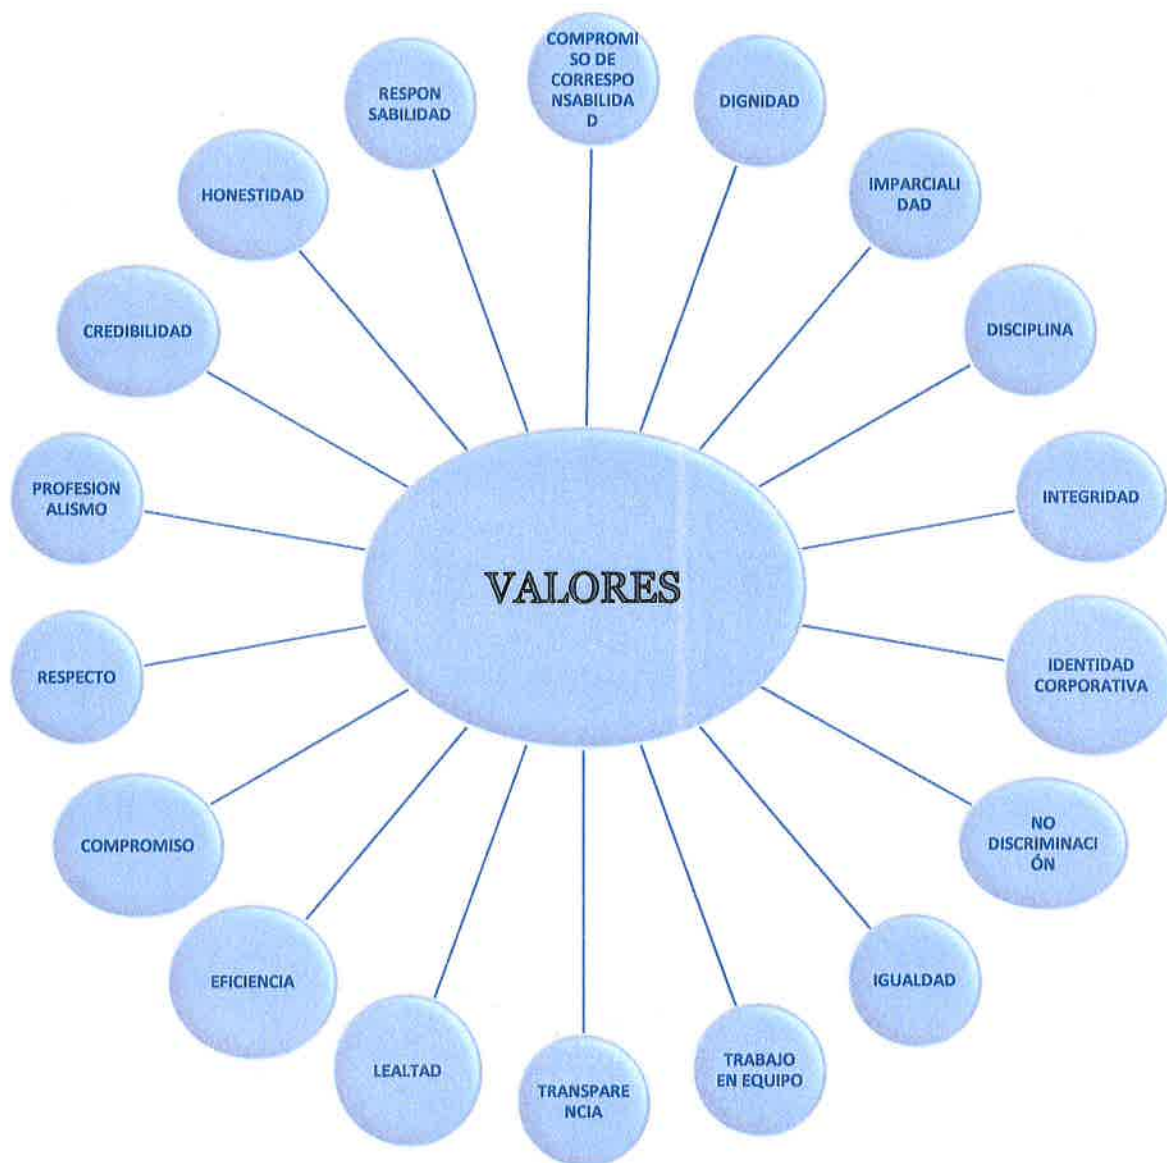 COMPROMI
SO DE
CORRESPO
NSABILIDA
D
DIGNIDAD
IMPARCIALI
DAD
DISCIPLINA
INTEGRIDAD
IDENTIDAD
CORPORATIVA
NO
DISCRIMINACI
ÓN
IGUALDAD
TRABAJO
EN EQUIPO
TRANSPARE
NCIA
LEALTAD
EFICIENCIA
COMPROMISO
RESPECTO
PROFESION
ALISMO
CREDIBILIDAD
HONESTIDAD
RESPON
SABILIDAD
VALORES